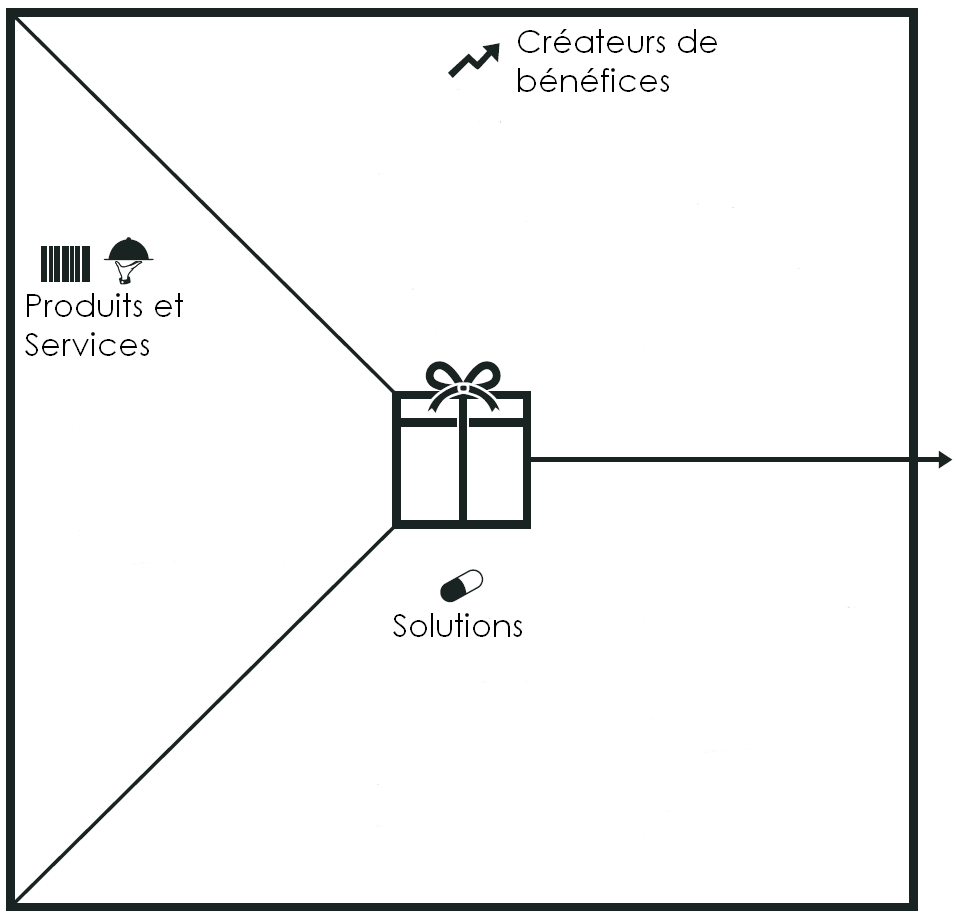 Créateurs de
bénéfices
Produits et
Services
Solutions